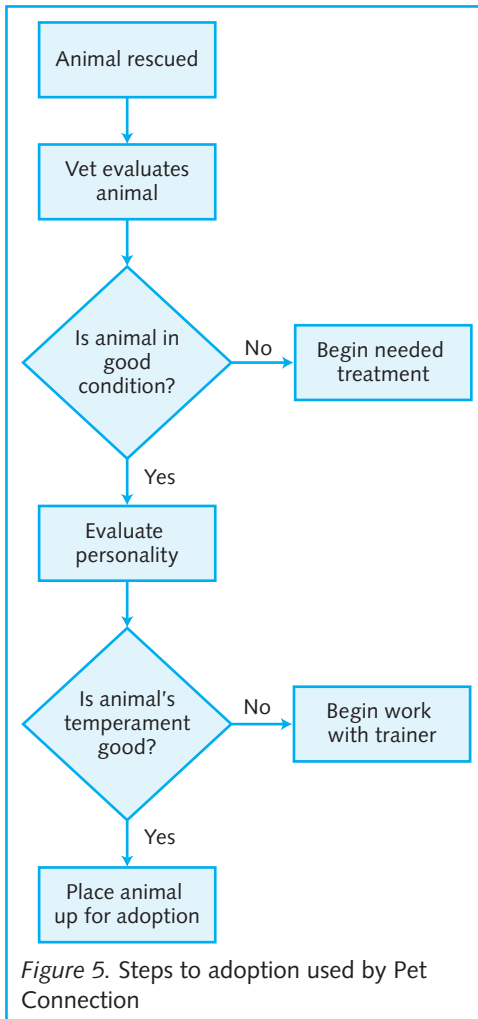 Animal rescued
Vet evaluates
animal
Is animal in
good
condition?
No
Begin needed
treatment
Yes
Evaluate
personality
Is animal's
temperament
good?
No
Begin work
with trainer
Yes
Place animal
up for adoption
Figure 5. Steps to adoption used by Pet
Connection